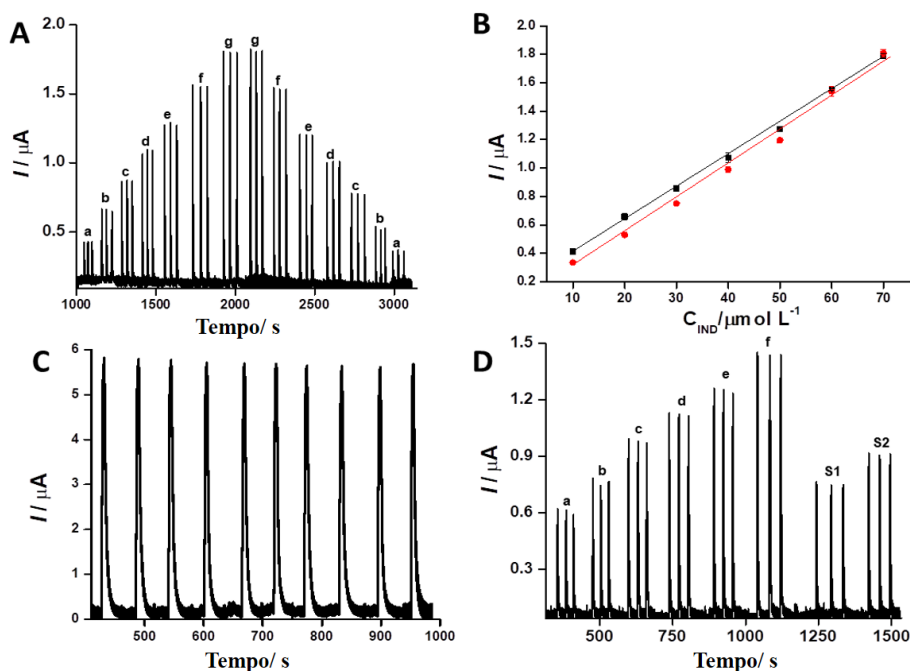 A
I / µA
2.0
1.5
1.0
0.5
a b c d e f g g f e d c b a
1000 1500 2000 2500 3000
Tempo/ s
B
I / µA
1.8
1.6
1.4
1.2
1.0
0.8
0.6
0.4
0.2
10 20 30 40 50 60 70
C_IND/µmol L⁻¹
C
I / µA
6
5
4
3
2
1
0
500 600 700 800 900 1000
Tempo/ s
D
I / µA
1.5
1.2
0.9
0.6
0.3
a b c d e f S1 S2
500 750 1000 1250 1500
Tempo/ s